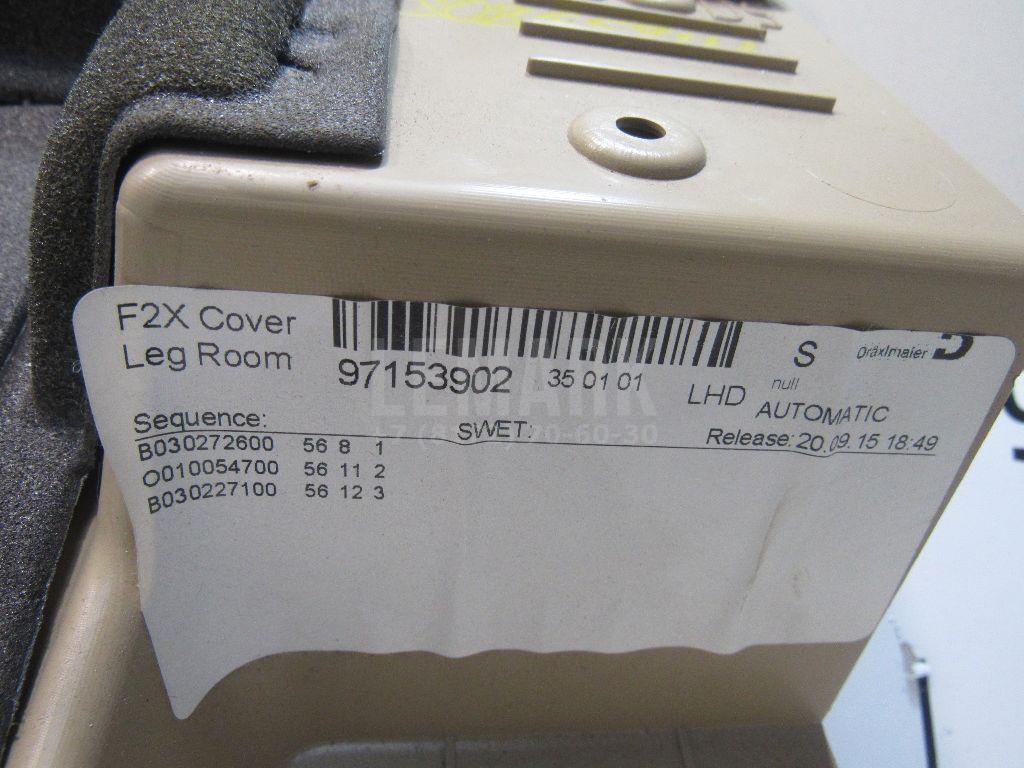 F2X Cover
Leg Room
97153902 35 01 01
LHD
S
null
AUTOMATIC
Dräxlmaier
Release: 20.09.15 18:49
Sequence:
SWET:
B030272600 56 8 1
O010054700 56 11 2
B030227100 56 12 3
LEMARK